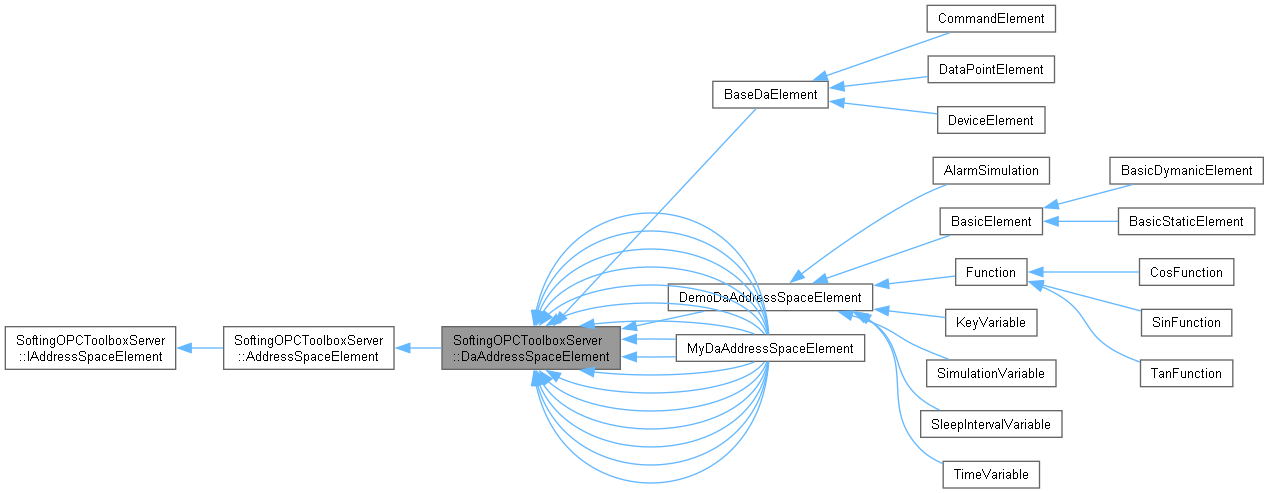 CommandElement
DataPointElement
BaseDaElement
DeviceElement
AlarmSimulation
BasicDymanicElement
BasicElement
BasicStaticElement
Function
CosFunction
DemoDaAddressSpaceElement
KeyVariable
SinFunction
SoftingOPCToolboxServer
::IAddressSpaceElement
SoftingOPCToolboxServer
::AddressSpaceElement
SoftingOPCToolboxServer
::DaAddressSpaceElement
MyDaAddressSpaceElement
SimulationVariable
TanFunction
SleepIntervalVariable
TimeVariable